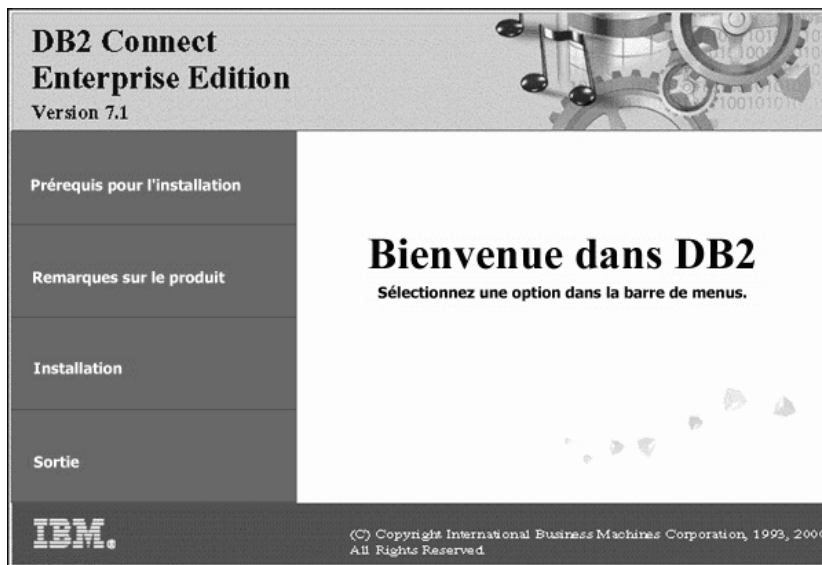 DB2 Connect
Enterprise Edition
Version 7.1
Prérequis pour l'installation
Remarques sur le produit
Installation
Sortie
Bienvenue dans DB2
Sélectionnez une option dans la barre de menus.
IBM.
(C) Copyright International Business Machines Corporation, 1993,
All Rights Reserved